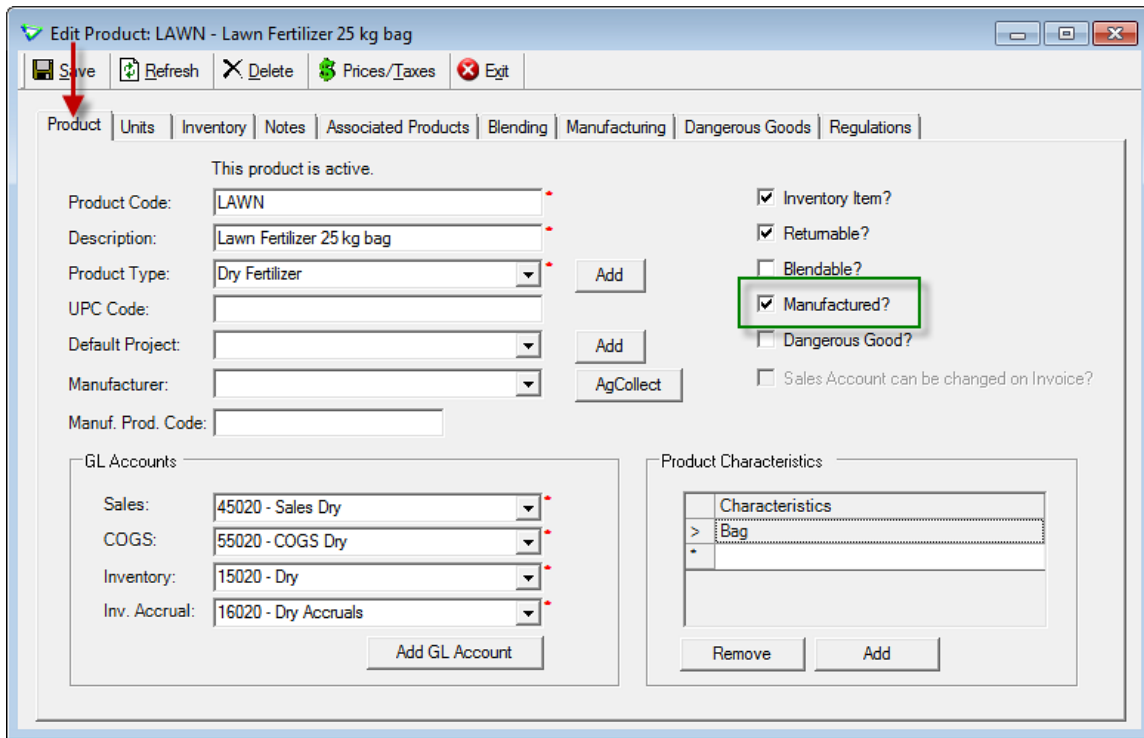 Edit Product: LAWN - Lawn Fertilizer 25 kg bag
Save Refresh Delete Prices/Taxes Exit
Product Units Inventory Notes Associated Products Blending Manufacturing Dangerous Goods Regulations
This product is active.
Product Code: LAWN * Inventory Item?
Description: Lawn Fertilizer 25 kg bag * Returnable?
Product Type: Dry Fertilizer * Add Blendable?
UPC Code: Manufactured?
Default Project: Add Dangerous Good?
Manufacturer: AgCollect Sales Account can be changed on Invoice?
Manuf. Prod. Code:
GL Accounts Product Characteristics
Sales: 45020 - Sales Dry * Characteristics
COGS: 55020 - COGS Dry * > Bag
Inventory: 15020 - Dry * *
Inv. Accrual: 16020 - Dry Accruals *
Add GL Account Remove Add